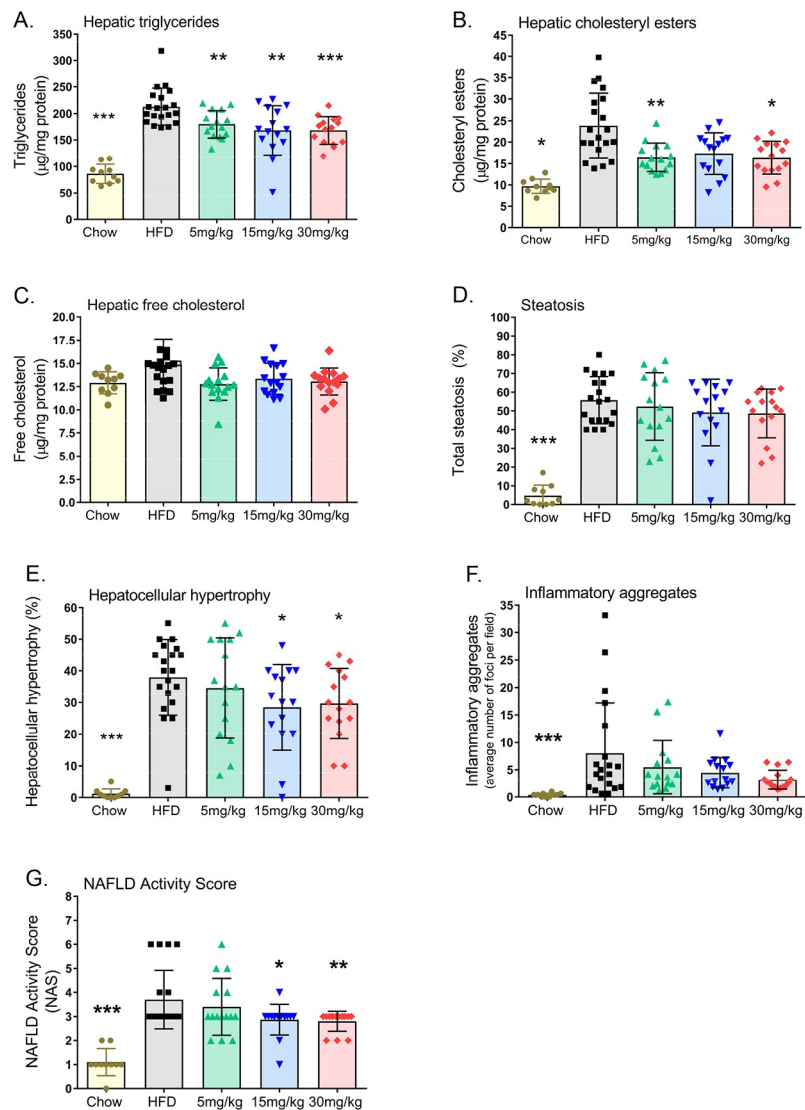 A.
Hepatic triglycerides
Triglycerides
(µg/mg protein)
350
300
250
200
150
100
50
0
***
**
**
***
Chow HFD 5mg/kg 15mg/kg 30mg/kg
B.
Hepatic cholesteryl esters
Cholesteryl esters
(µg/mg protein)
45
40
35
30
25
20
15
10
5
0
*
**
*
Chow HFD 5mg/kg 15mg/kg 30mg/kg
C.
Hepatic free cholesterol
Free cholesterol
(µg/mg protein)
20.0
17.5
15.0
12.5
10.0
7.5
5.0
2.5
0.0
Chow HFD 5mg/kg 15mg/kg 30mg/kg
D.
Steatosis
Total steatosis (%)
100
90
80
70
60
50
40
30
20
10
0
***
Chow HFD 5mg/kg 15mg/kg 30mg/kg
E.
Hepatocellular hypertrophy
Hepatocellular hypertrophy (%)
60
50
40
30
20
10
0
***
*
*
Chow HFD 5mg/kg 15mg/kg 30mg/kg
F.
Inflammatory aggregates
Inflammatory aggregates
(average number of foci per field)
35
30
25
20
15
10
5
0
***
Chow HFD 5mg/kg 15mg/kg 30mg/kg
G.
NAFLD Activity Score
NAFLD Activity Score
(NAS)
8
7
6
5
4
3
2
1
0
***
*
**
Chow HFD 5mg/kg 15mg/kg 30mg/kg